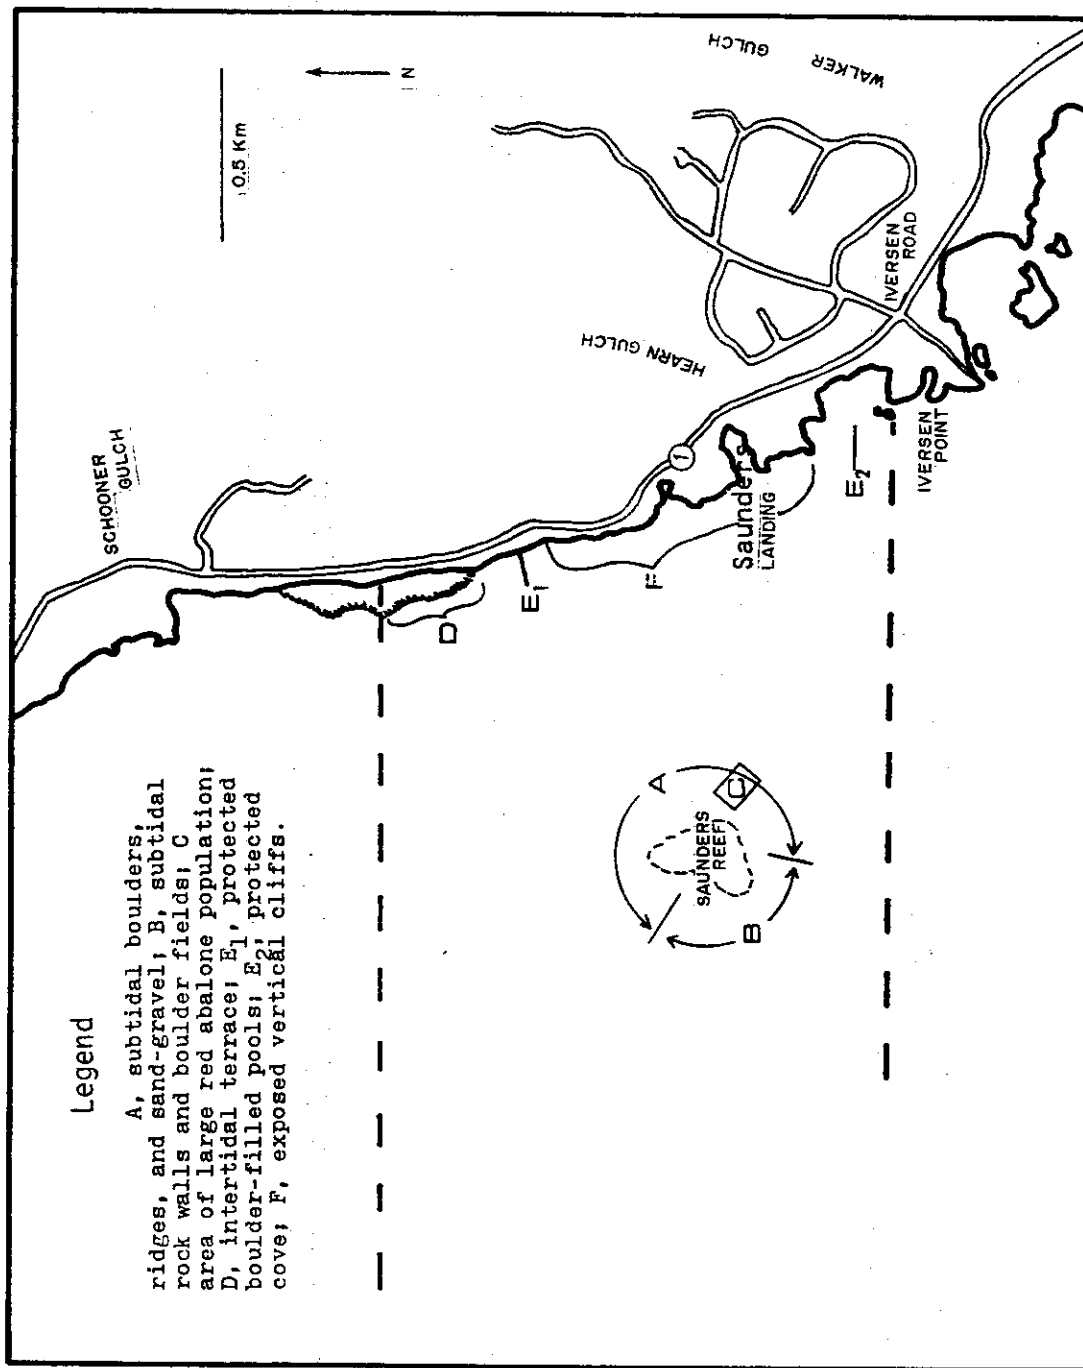 Legend
A, subtidal boulders,
ridges, and sand-gravel; B, subtidal
rock walls and boulder fields; C
area of large red abalone population;
D, intertidal terrace; E1, protected
boulder-filled pools; E2, protected
cove; F, exposed vertical cliffs.
SCHOONER
GULCH
0.5 Km
N
WALKER
GULCH
HEARN GULCH
IVERSEN
ROAD
1
D
E1
F
Saunders
LANDING
E2
IVERSEN
POINT
A
SAUNDERS
REEF
C
B